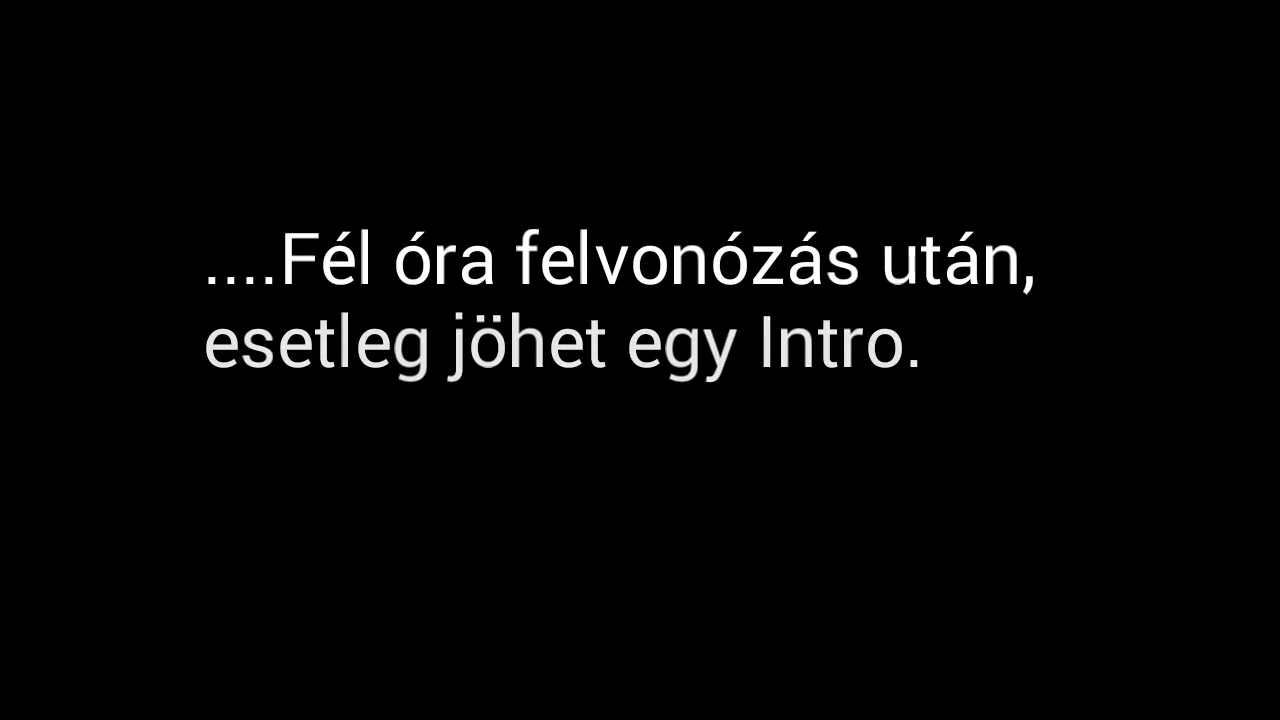 ....Fél óra felvonózás után,
esetleg jöhet egy Intro.